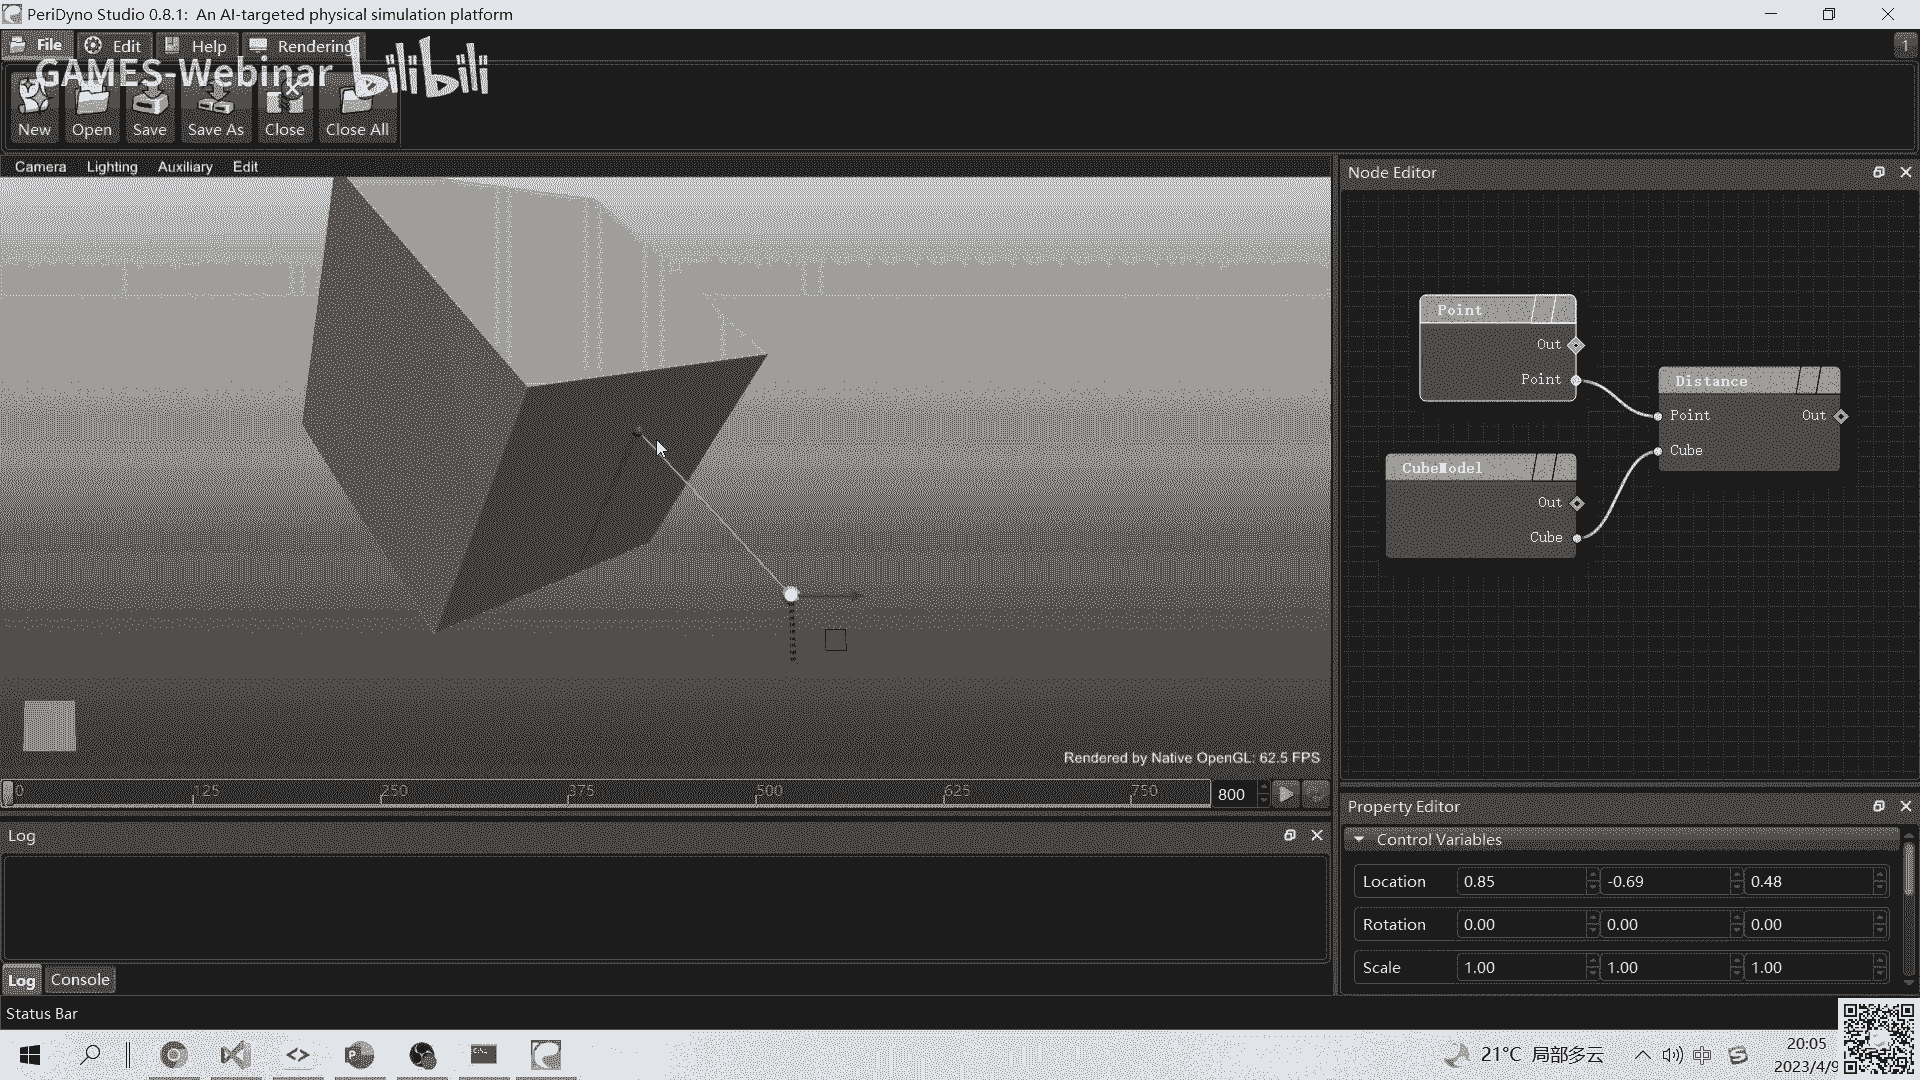 PeriDyno Studio 0.8.1: An AI-targeted physical simulation platform
File Edit Help Rendering 1
GAMES-Webinar bilibili
New Open Save Save As Close Close All
Camera Lighting Auxiliary Edit
Node Editor
Point
Out
Point
Distance
Point Out
Cube
CubeModel
Out
Cube
Rendered by Native OpenGL: 62.5 FPS
0 125 250 375 500 625 750 800
Log
Log Console
Property Editor
Control Variables
Location 0.85 -0.69 0.48
Rotation 0.00 0.00 0.00
Scale 1.00 1.00 1.00
Status Bar
21°C 局部多云
中
20:05
2023/4/9